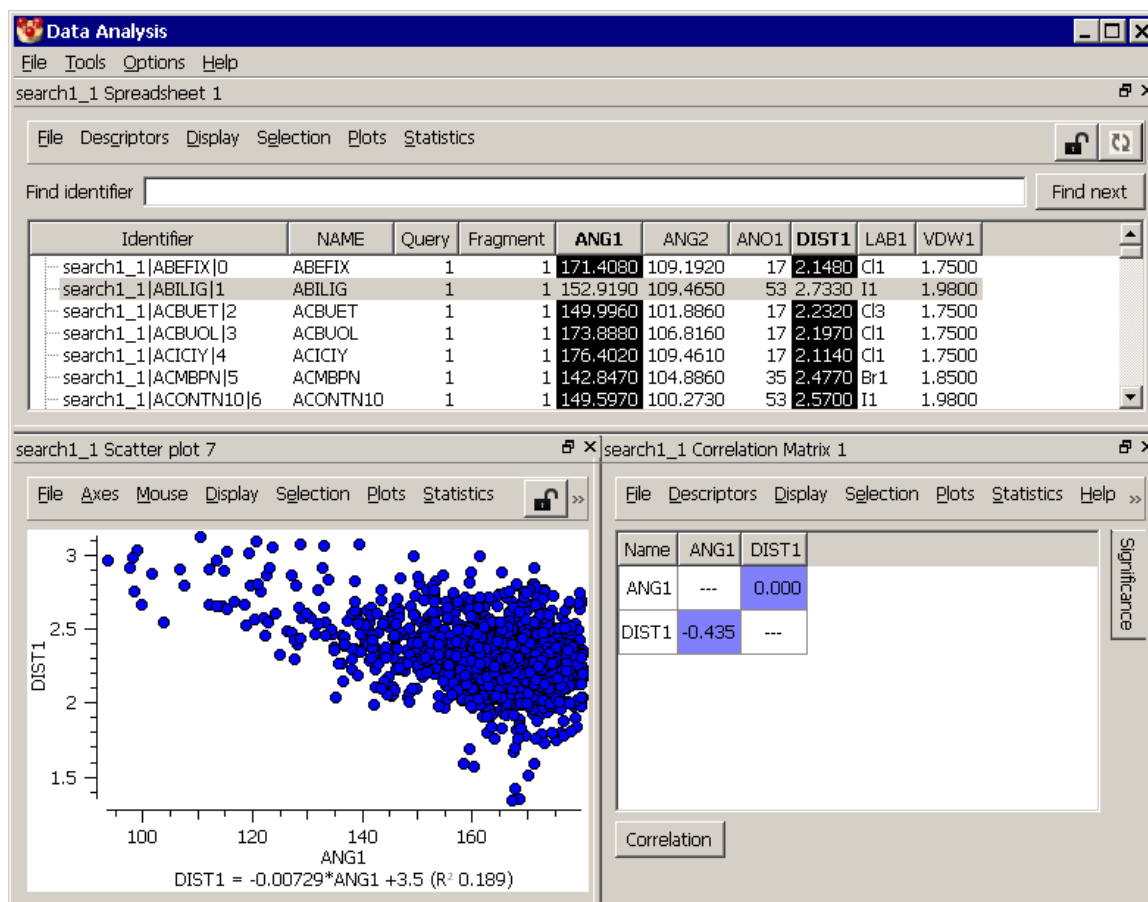 Data Analysis
File Tools Options Help
search1_1 Spreadsheet 1
File Descriptors Display Selection Plots Statistics
Find identifier Find next
Identifier NAME Query Fragment ANG1 ANG2 ANO1 DIST1 LAB1 VDW1
search1_1|ABEFIX|0 ABEFIX 1 1 171.4080 109.1920 17 2.1480 Cl1 1.7500
search1_1|ABILIG|1 ABILIG 1 1 152.9190 109.4650 53 2.7330 I1 1.9800
search1_1|ACBUET|2 ACBUET 1 1 149.9960 101.8860 17 2.2320 Cl3 1.7500
search1_1|ACBUOL|3 ACBUOL 1 1 173.8880 106.8160 17 2.1970 Cl1 1.7500
search1_1|ACICIY|4 ACICIY 1 1 176.4020 109.4610 17 2.1140 Cl1 1.7500
search1_1|ACMBPN|5 ACMBPN 1 1 142.8470 104.8860 35 2.4770 Br1 1.8500
search1_1|ACONTN10|6 ACONTN10 1 1 149.5970 100.2730 53 2.5700 I1 1.9800
search1_1 Scatter plot 7
File Axes Mouse Display Selection Plots Statistics »
3
2.5
2
1.5
DIST1
100 120 140 160
ANG1
DIST1 = -0.00729*ANG1 +3.5 (R² 0.189)
search1_1 Correlation Matrix 1
File Descriptors Display Selection Plots Statistics Help »
Name ANG1 DIST1
ANG1 --- 0.000
DIST1 -0.435 ---
Significance
Correlation